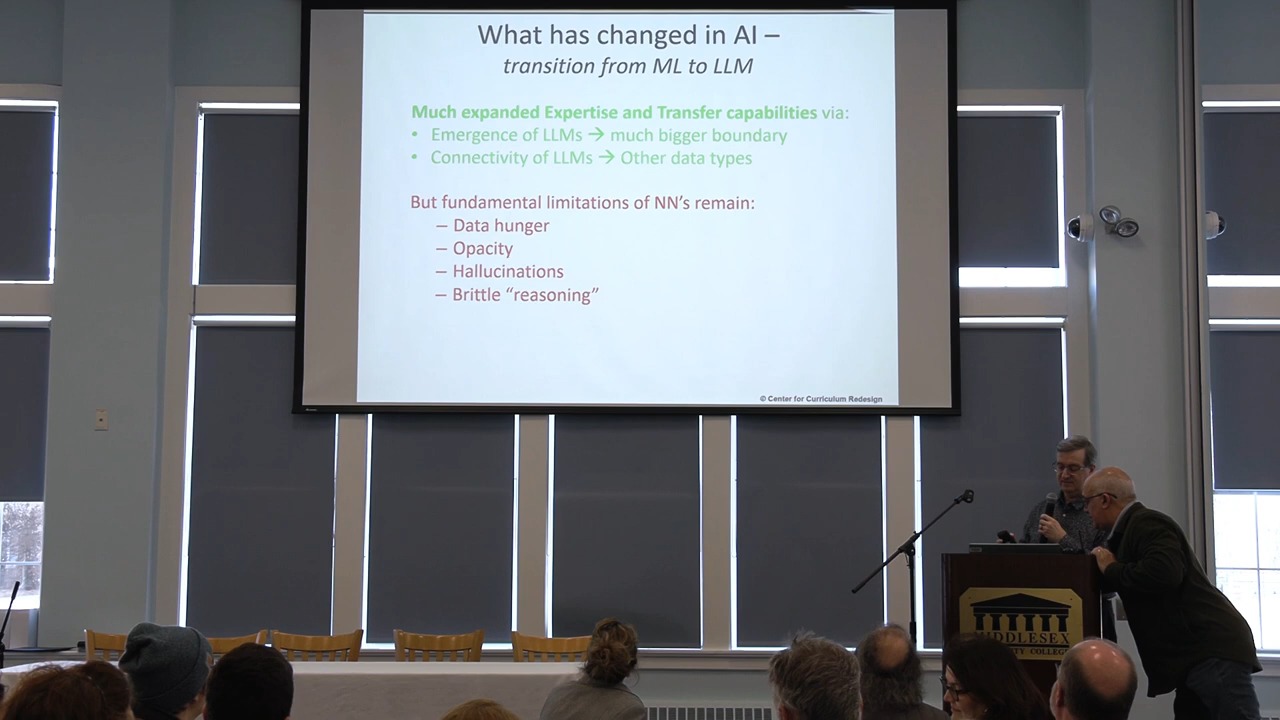 What has changed in AI –
transition from ML to LLM
Much expanded Expertise and Transfer capabilities via:
• Emergence of LLMs → much bigger boundary
• Connectivity of LLMs → Other data types
But fundamental limitations of NN's remain:
– Data hunger
– Opacity
– Hallucinations
– Brittle “reasoning”
© Center for Curriculum Redesign
MIDDLESEX
COLLEGE